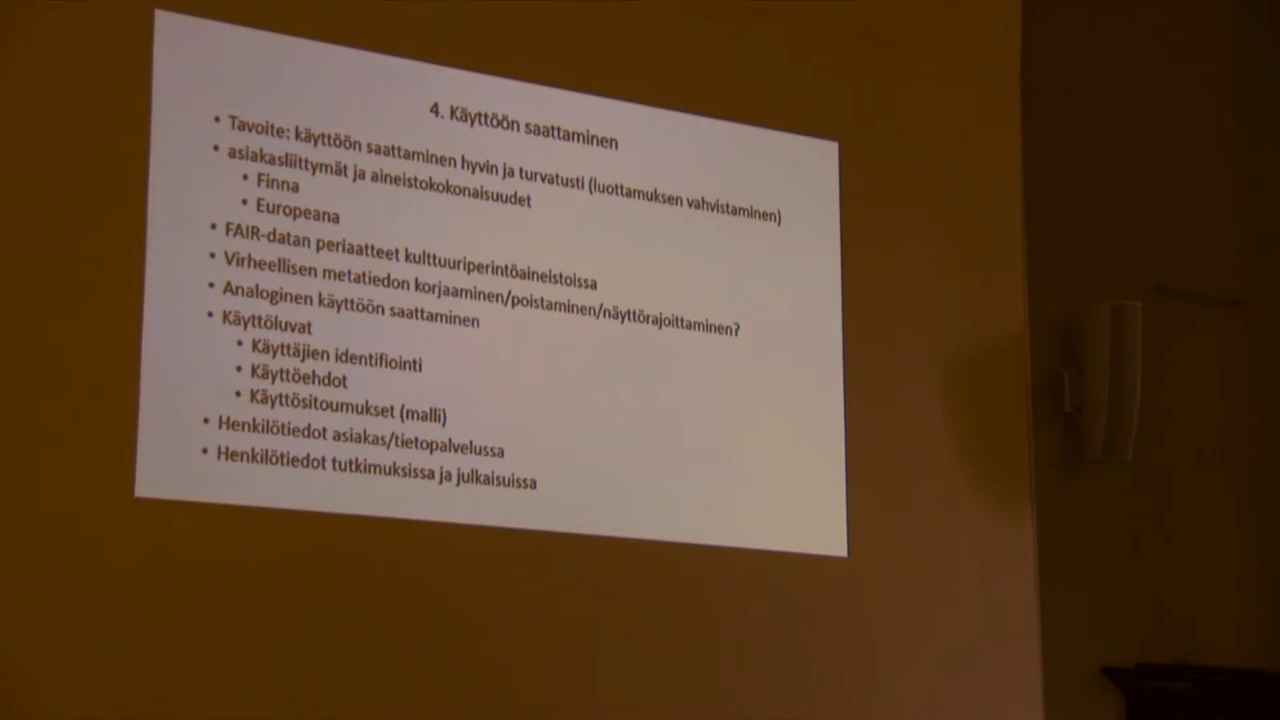 4. Käyttöön saattaminen
• Tavoite: käyttöön saattaminen hyvin ja turvatusti (luottamuksen vahvistaminen)
• asiakasliittymät ja aineistokokonaisuudet
• Finna
• Europeana
• FAIR-datan periaatteet kulttuuriperintöaineistoissa
• Virheellisen metatiedon korjaaminen/poistaminen/näyttörajoittaminen?
• Analoginen käyttöön saattaminen
• Käyttöluvat
• Käyttäjien identifiointi
• Käyttöehdot
• Käyttösitoumukset (malli)
• Henkilötiedot asiakas/tietopalvelussa
• Henkilötiedot tutkimuksissa ja julkaisuissa